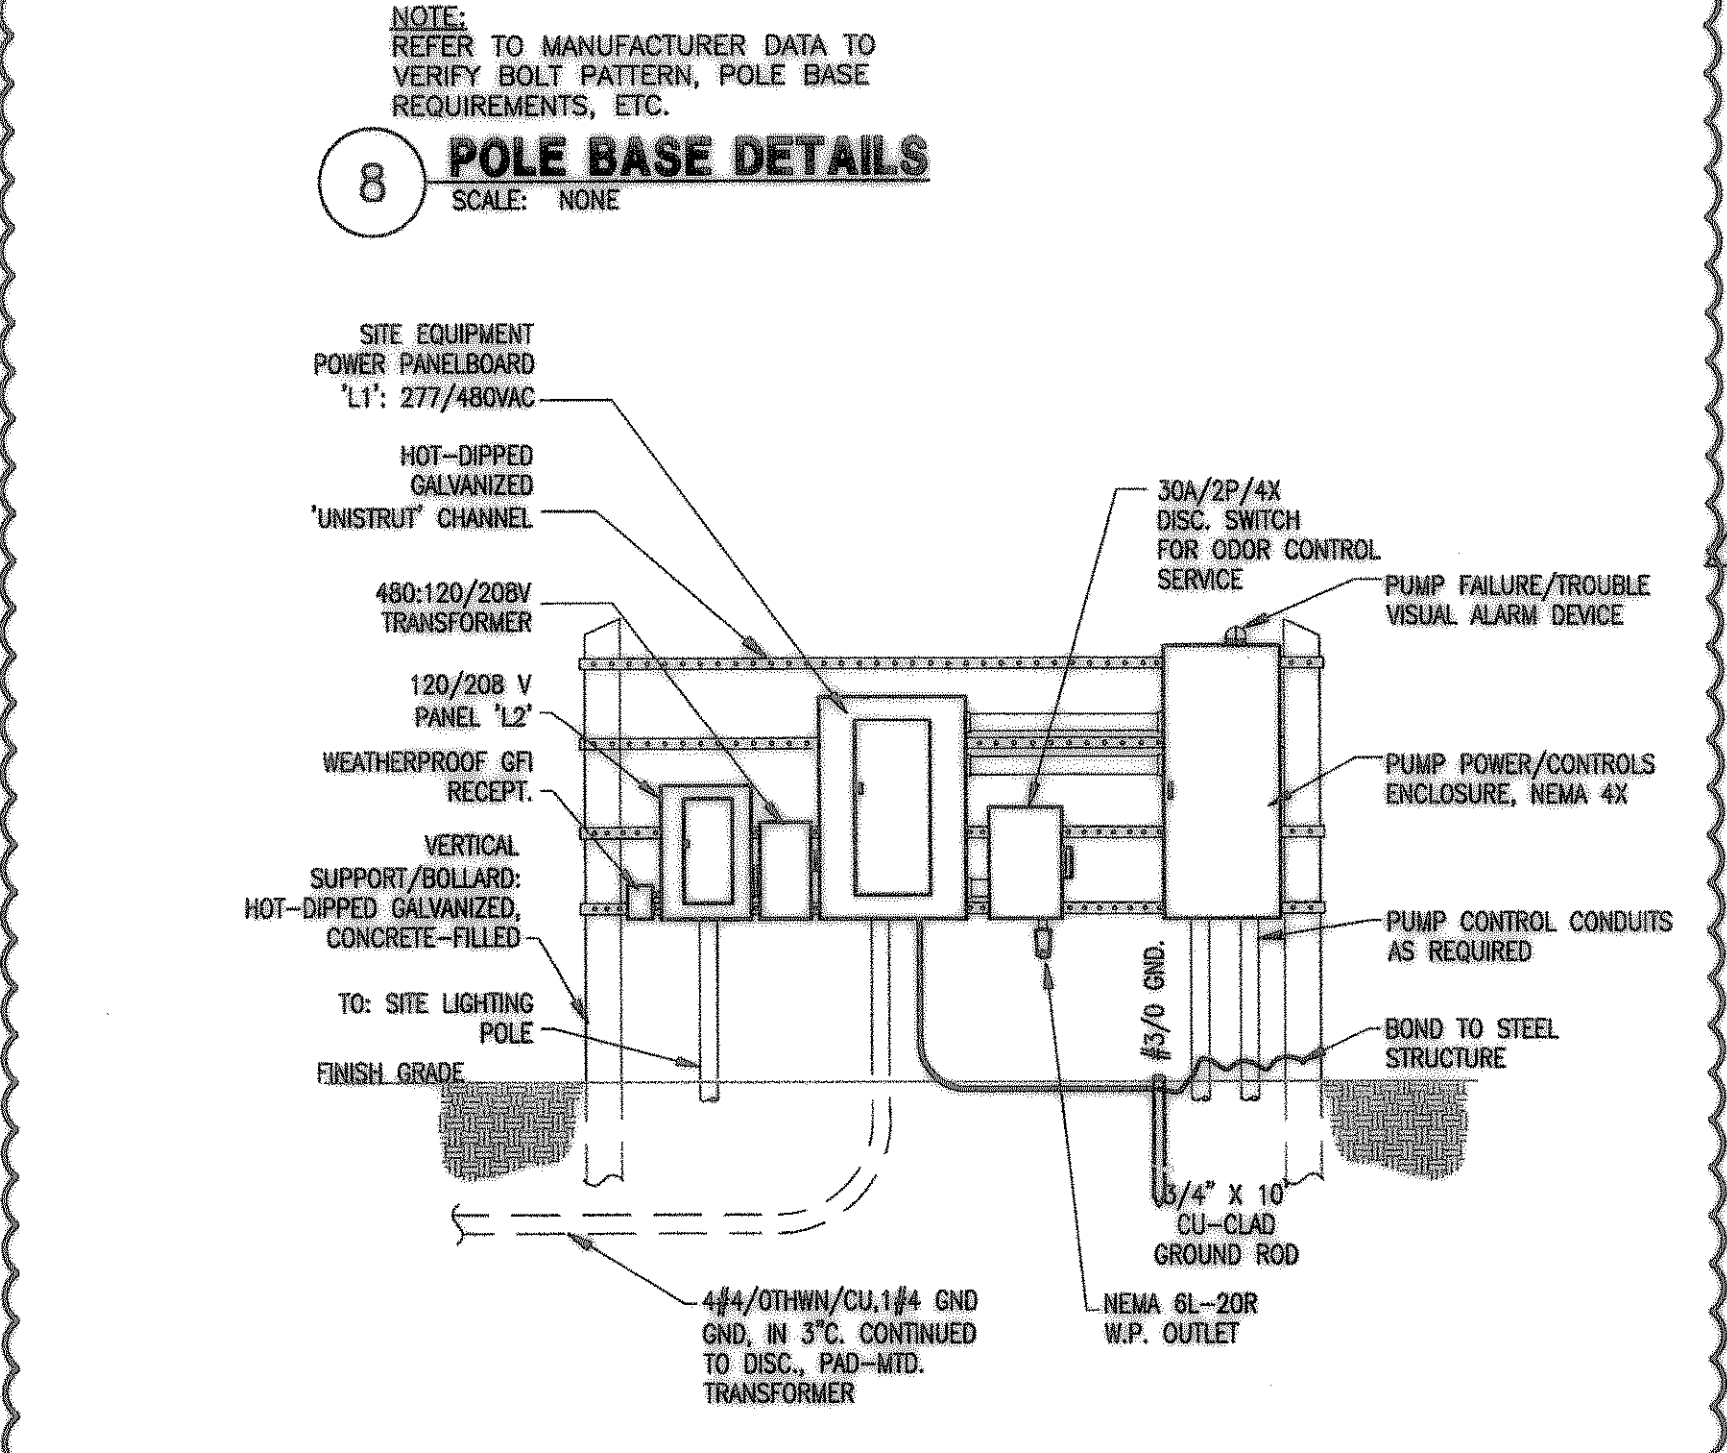 NOTE:
REFER TO MANUFACTURER DATA TO
VERIFY BOLT PATTERN, POLE BASE
REQUIREMENTS, ETC.
8
POLE BASE DETAILS
SCALE: NONE
SITE EQUIPMENT
POWER PANELBOARD
'L1': 277/480VAC
HOT-DIPPED
GALVANIZED
'UNISTRUT' CHANNEL
480:120/208V
TRANSFORMER
120/208 V
PANEL 'L2'
WEATHERPROOF GFI
RECEPT.
VERTICAL
SUPPORT/BOLLARD:
HOT-DIPPED GALVANIZED,
CONCRETE-FILLED
TO: SITE LIGHTING
POLE
FINISH GRADE
30A/2P/4X
DISC. SWITCH
FOR ODOR CONTROL
SERVICE
PUMP FAILURE/TROUBLE
VISUAL ALARM DEVICE
PUMP POWER/CONTROLS
ENCLOSURE, NEMA 4X
PUMP CONTROL CONDUITS
AS REQUIRED
#3/0 GND.
BOND TO STEEL
STRUCTURE
3/4" X 10'
CU-CLAD
GROUND ROD
4#4/0THWN/CU,1#4 GND
GND, IN 3"C. CONTINUED
TO DISC., PAD-MTD.
TRANSFORMER
NEMA 6L-20R
W.P. OUTLET